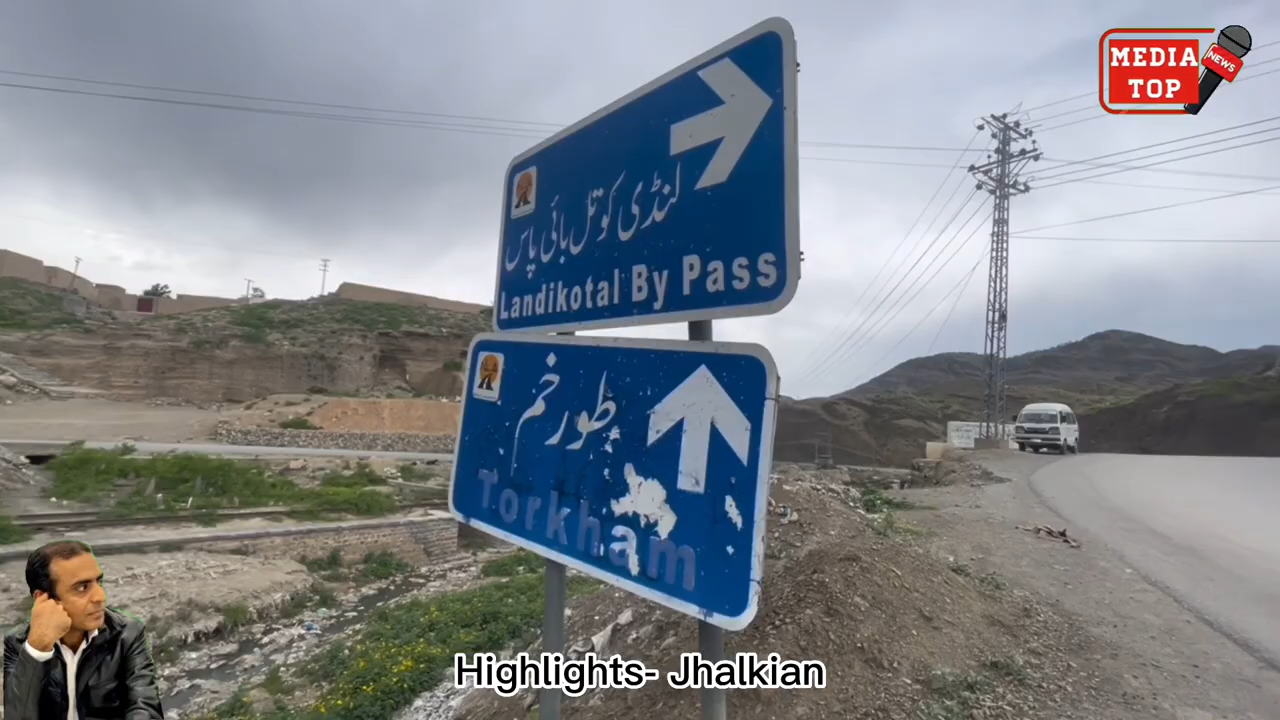 MEDIA
TOP
NEWS
لنڈی کوتل بائی پاس
Landikotal By Pass
طورخم
Torkham
Highlights- Jhalkian